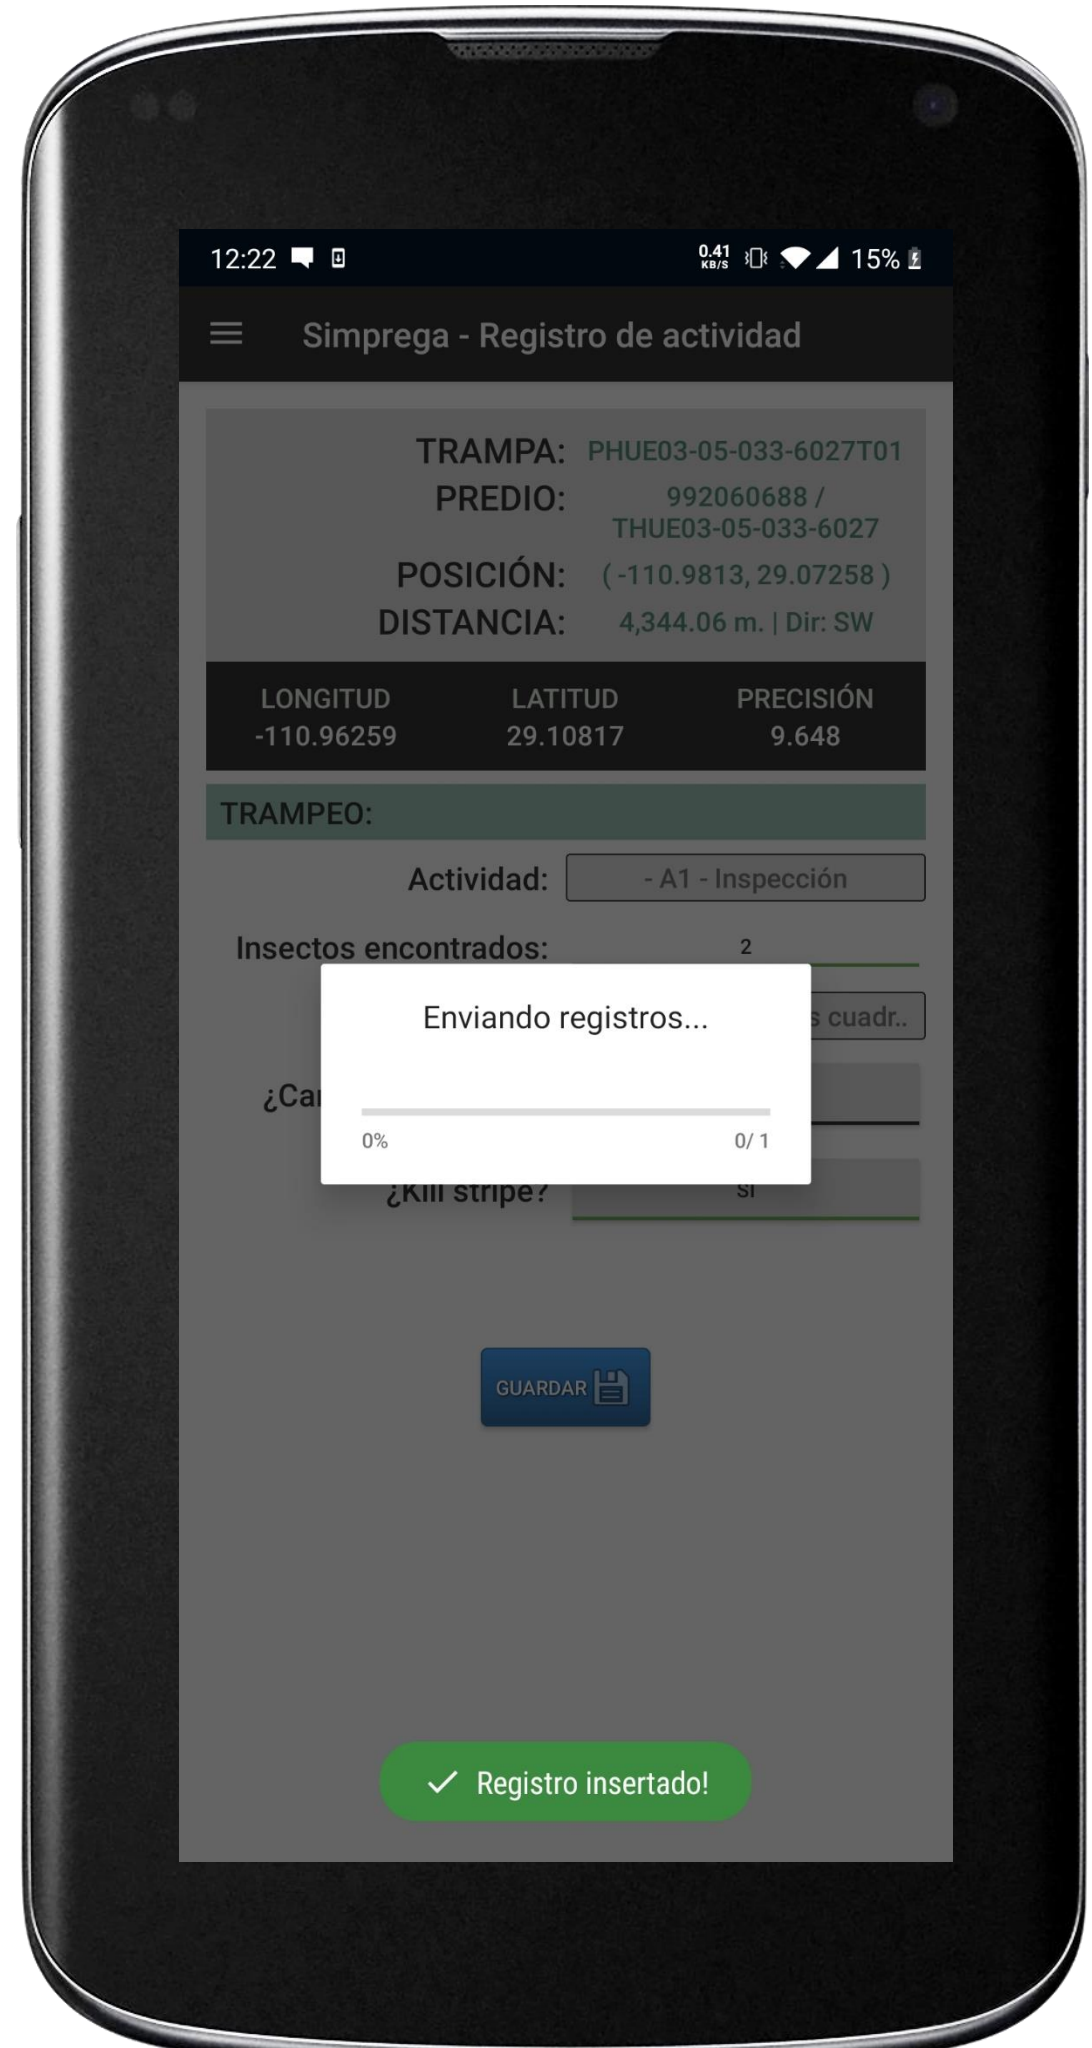 12:22 0.41 KB/S 15%
Simprega - Registro de actividad
TRAMPA: PHUE03-05-033-6027T01
PREDIO: 992060688 /
THUE03-05-033-6027
POSICIÓN: ( -110.9813, 29.07258 )
DISTANCIA: 4,344.06 m. | Dir: SW
LONGITUD LATITUD PRECISIÓN
-110.96259 29.10817 9.648
TRAMPEO:
Actividad: - A1 - Inspección
Insectos encontrados: 2
Enviando registros...
s cuadr..
¿Car
0% 0/ 1
¿Kill stripe? SI
GUARDAR
Registro insertado!